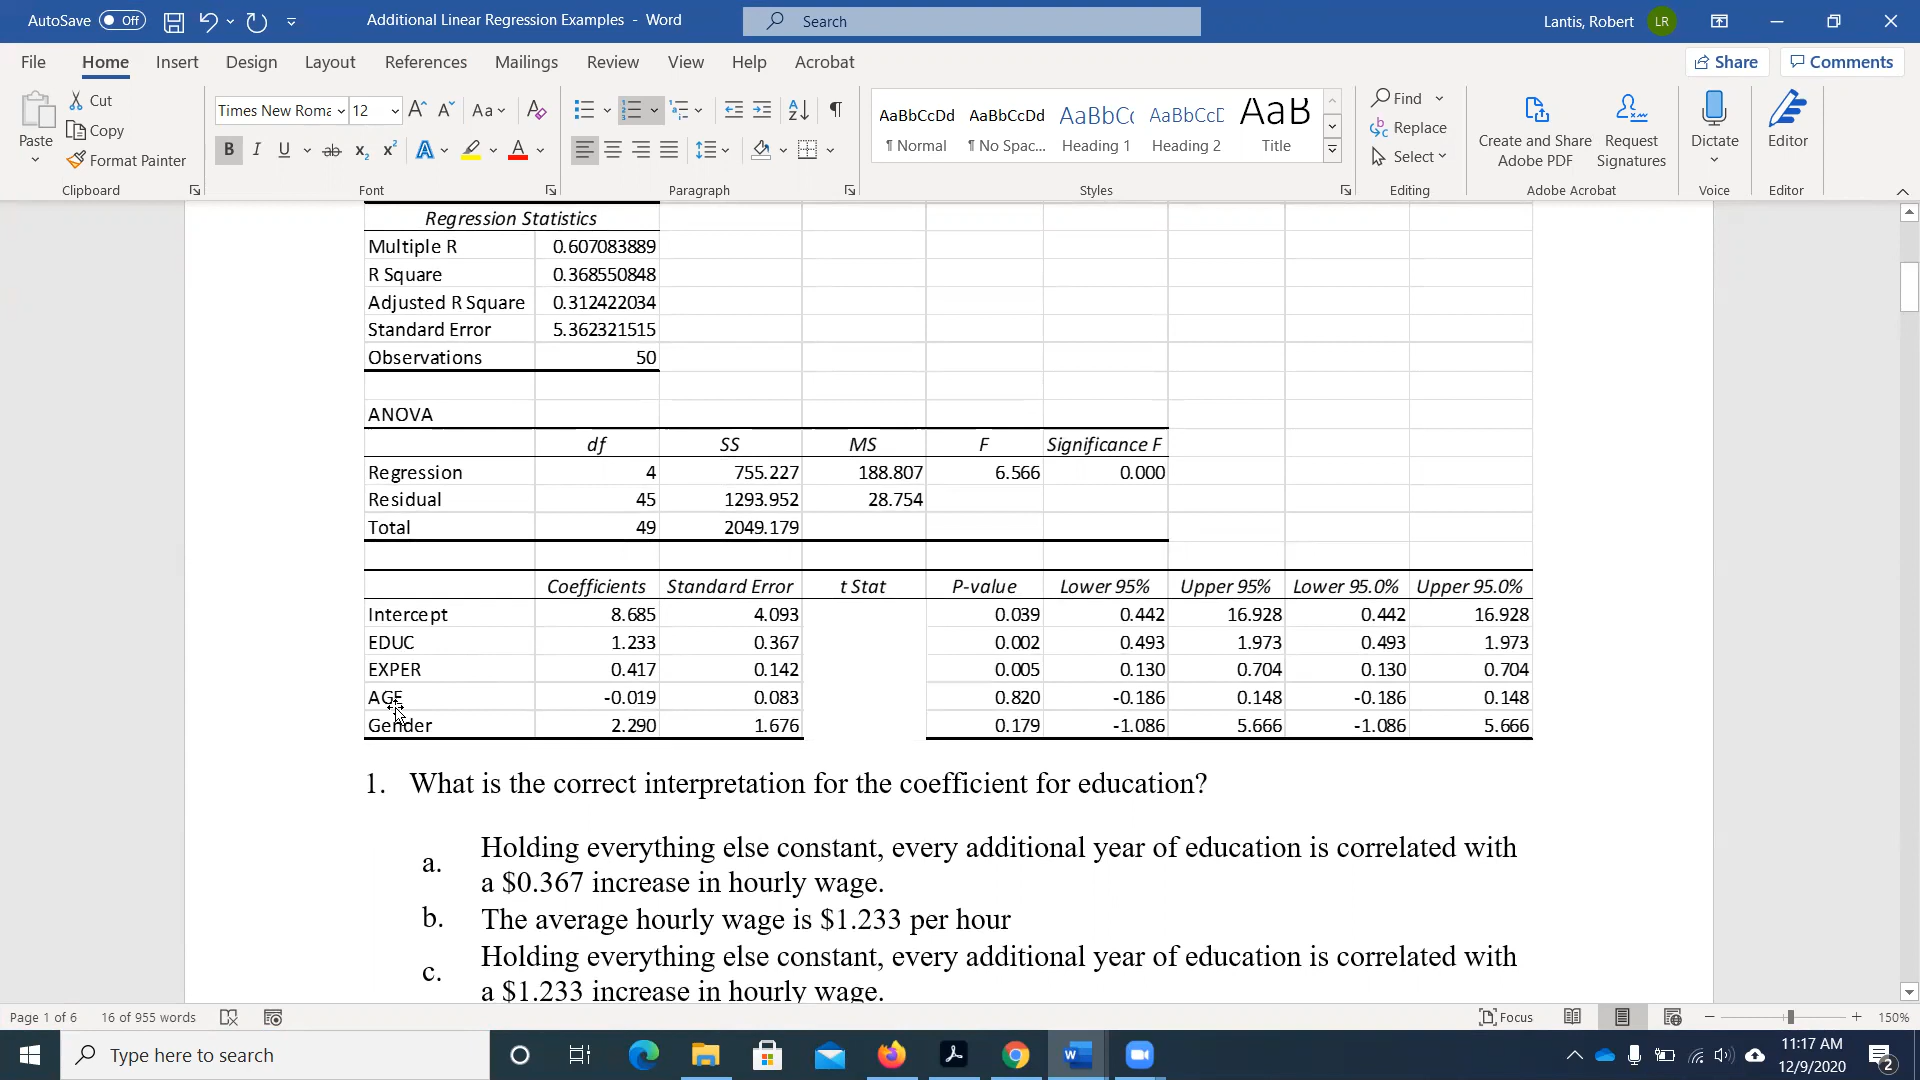 AutoSave Off Additional Linear Regression Examples - Word Search Lantis, Robert LR
File Home Insert Design Layout References Mailings Review View Help Acrobat Share Comments
Paste Cut Copy Format Painter
Clipboard
Times New Roma 12 Aa
B I U ab x₂ x² A A
Font
Paragraph
AaBbCcDd AaBbCcDd AaBbCc AaBbCcD AaB
¶ Normal ¶ No Spac... Heading 1 Heading 2 Title
Styles
Find
Replace
Select
Editing
Create and Share Adobe PDF
Request Signatures
Adobe Acrobat
Dictate
Voice
Editor
Editor
Regression Statistics
Multiple R 0.607083889
R Square 0.368550848
Adjusted R Square 0.312422034
Standard Error 5.362321515
Observations 50
ANOVA
df SS MS F Significance F
Regression 4 755.227 188.807 6.566 0.000
Residual 45 1293.952 28.754
Total 49 2049.179
Coefficients Standard Error t Stat P-value Lower 95% Upper 95% Lower 95.0% Upper 95.0%
Intercept 8.685 4.093 0.039 0.442 16.928 0.442 16.928
EDUC 1.233 0.367 0.002 0.493 1.973 0.493 1.973
EXPER 0.417 0.142 0.005 0.130 0.704 0.130 0.704
AGE -0.019 0.083 0.820 -0.186 0.148 -0.186 0.148
Gender 2.290 1.676 0.179 -1.086 5.666 -1.086 5.666
1. What is the correct interpretation for the coefficient for education?
a. Holding everything else constant, every additional year of education is correlated with
a $0.367 increase in hourly wage.
b. The average hourly wage is $1.233 per hour
c. Holding everything else constant, every additional year of education is correlated with
a $1.233 increase in hourly wage.
Page 1 of 6 16 of 955 words Focus 150%
Type here to search
11:17 AM
12/9/2020
2